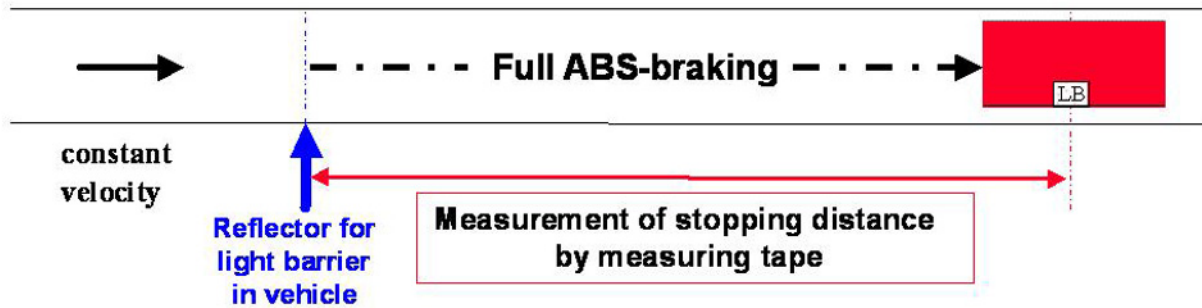 Full ABS-braking
LB
constant
velocity
Reflector for
light barrier
in vehicle
Measurement of stopping distance
by measuring tape